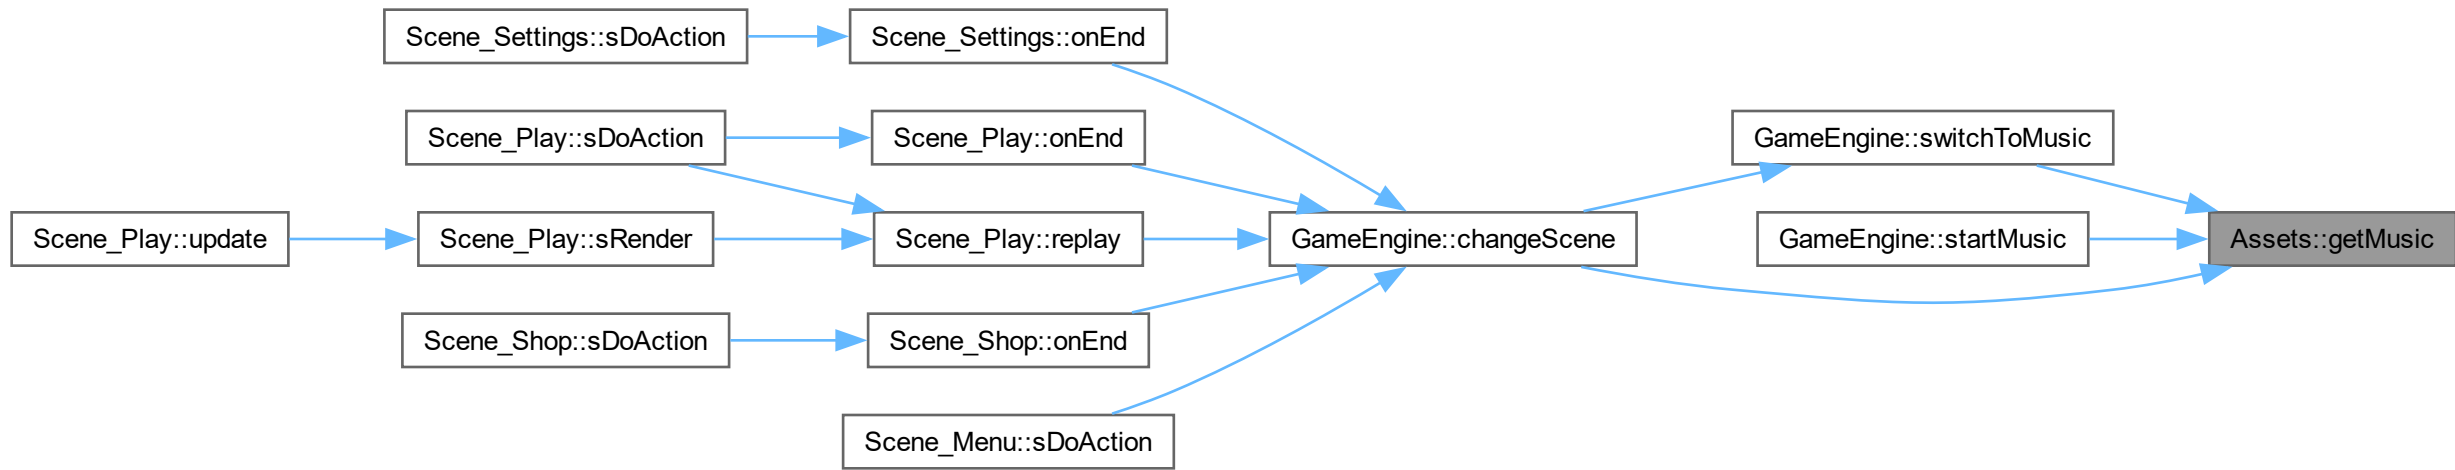 Scene_Settings::sDoAction
Scene_Settings::onEnd
Scene_Play::sDoAction
Scene_Play::onEnd
GameEngine::switchToMusic
Scene_Play::update
Scene_Play::sRender
Scene_Play::replay
GameEngine::changeScene
GameEngine::startMusic
Assets::getMusic
Scene_Shop::sDoAction
Scene_Shop::onEnd
Scene_Menu::sDoAction